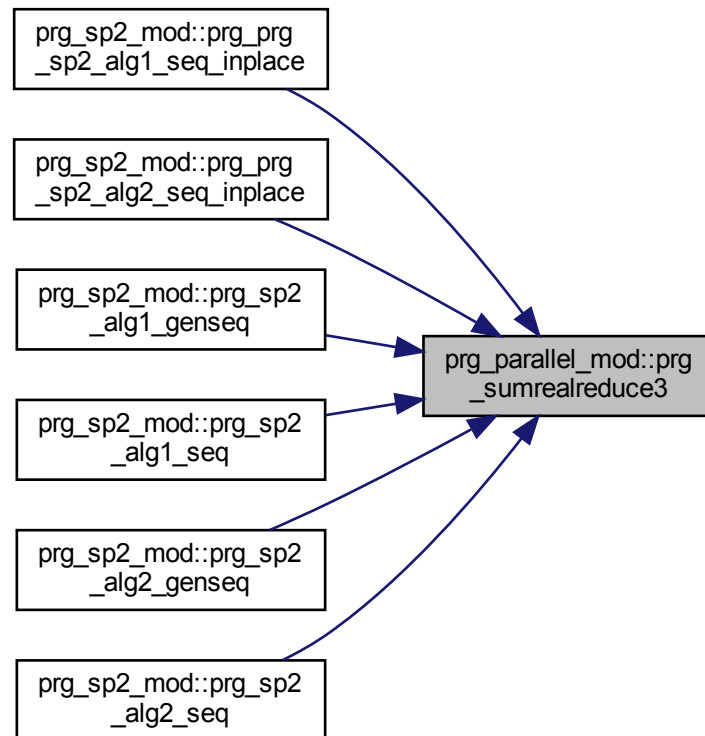 prg_sp2_mod::prg_prg
_sp2_alg1_seq_inplace
prg_sp2_mod::prg_prg
_sp2_alg2_seq_inplace
prg_sp2_mod::prg_sp2
_alg1_genseq
prg_parallel_mod::prg
_sumrealreduce3
prg_sp2_mod::prg_sp2
_alg1_seq
prg_sp2_mod::prg_sp2
_alg2_genseq
prg_sp2_mod::prg_sp2
_alg2_seq